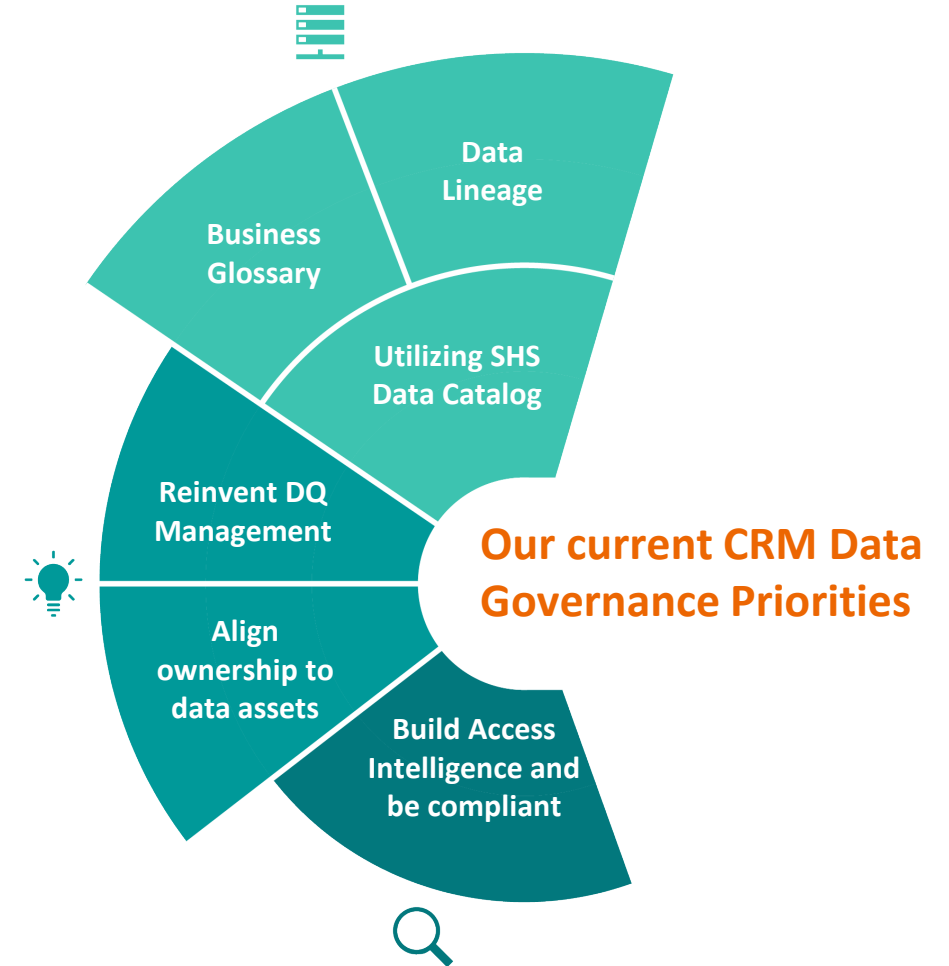 Data
Lineage
Business
Glossary
Utilizing SHS
Data Catalog
Reinvent DQ
Management
Our current CRM Data
Governance Priorities
Align
ownership to
data assets
Build Access
Intelligence and
be compliant